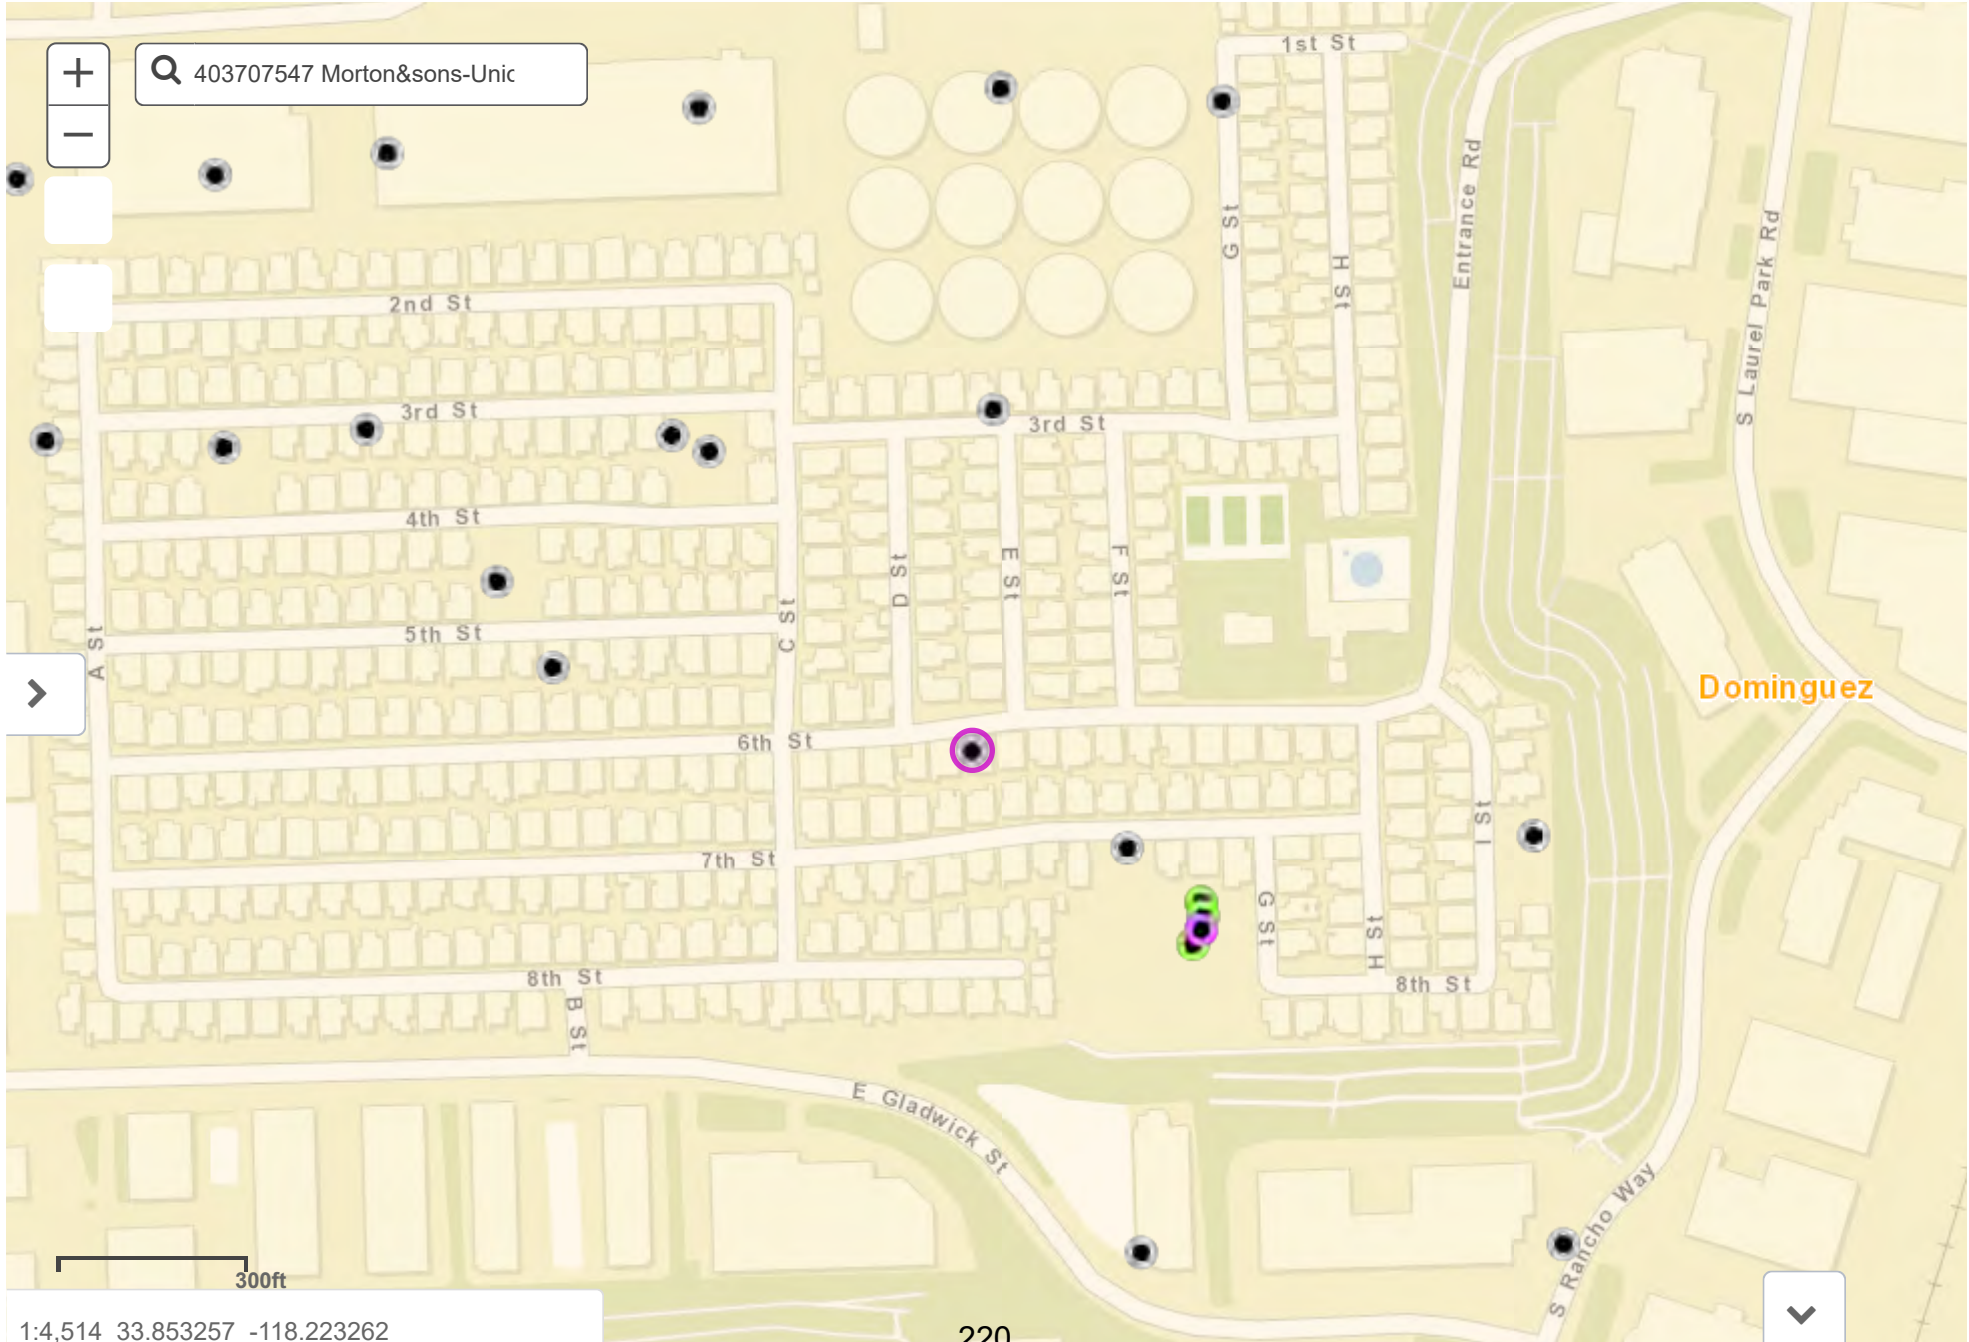 403707547 Morton&sons-Unic
1st St
G St
H St
Entrance Rd
S Laurel Park Rd
2nd St
3rd St
3rd St
4th St
D St
E St
F St
C St
5th St
A St
Dominguez
6th St
I St
7th St
G St
H St
8th St
8th St
B St
E Gladwick St
S Rancho Way
300ft
1:4,514 33.853257 -118.223262
220